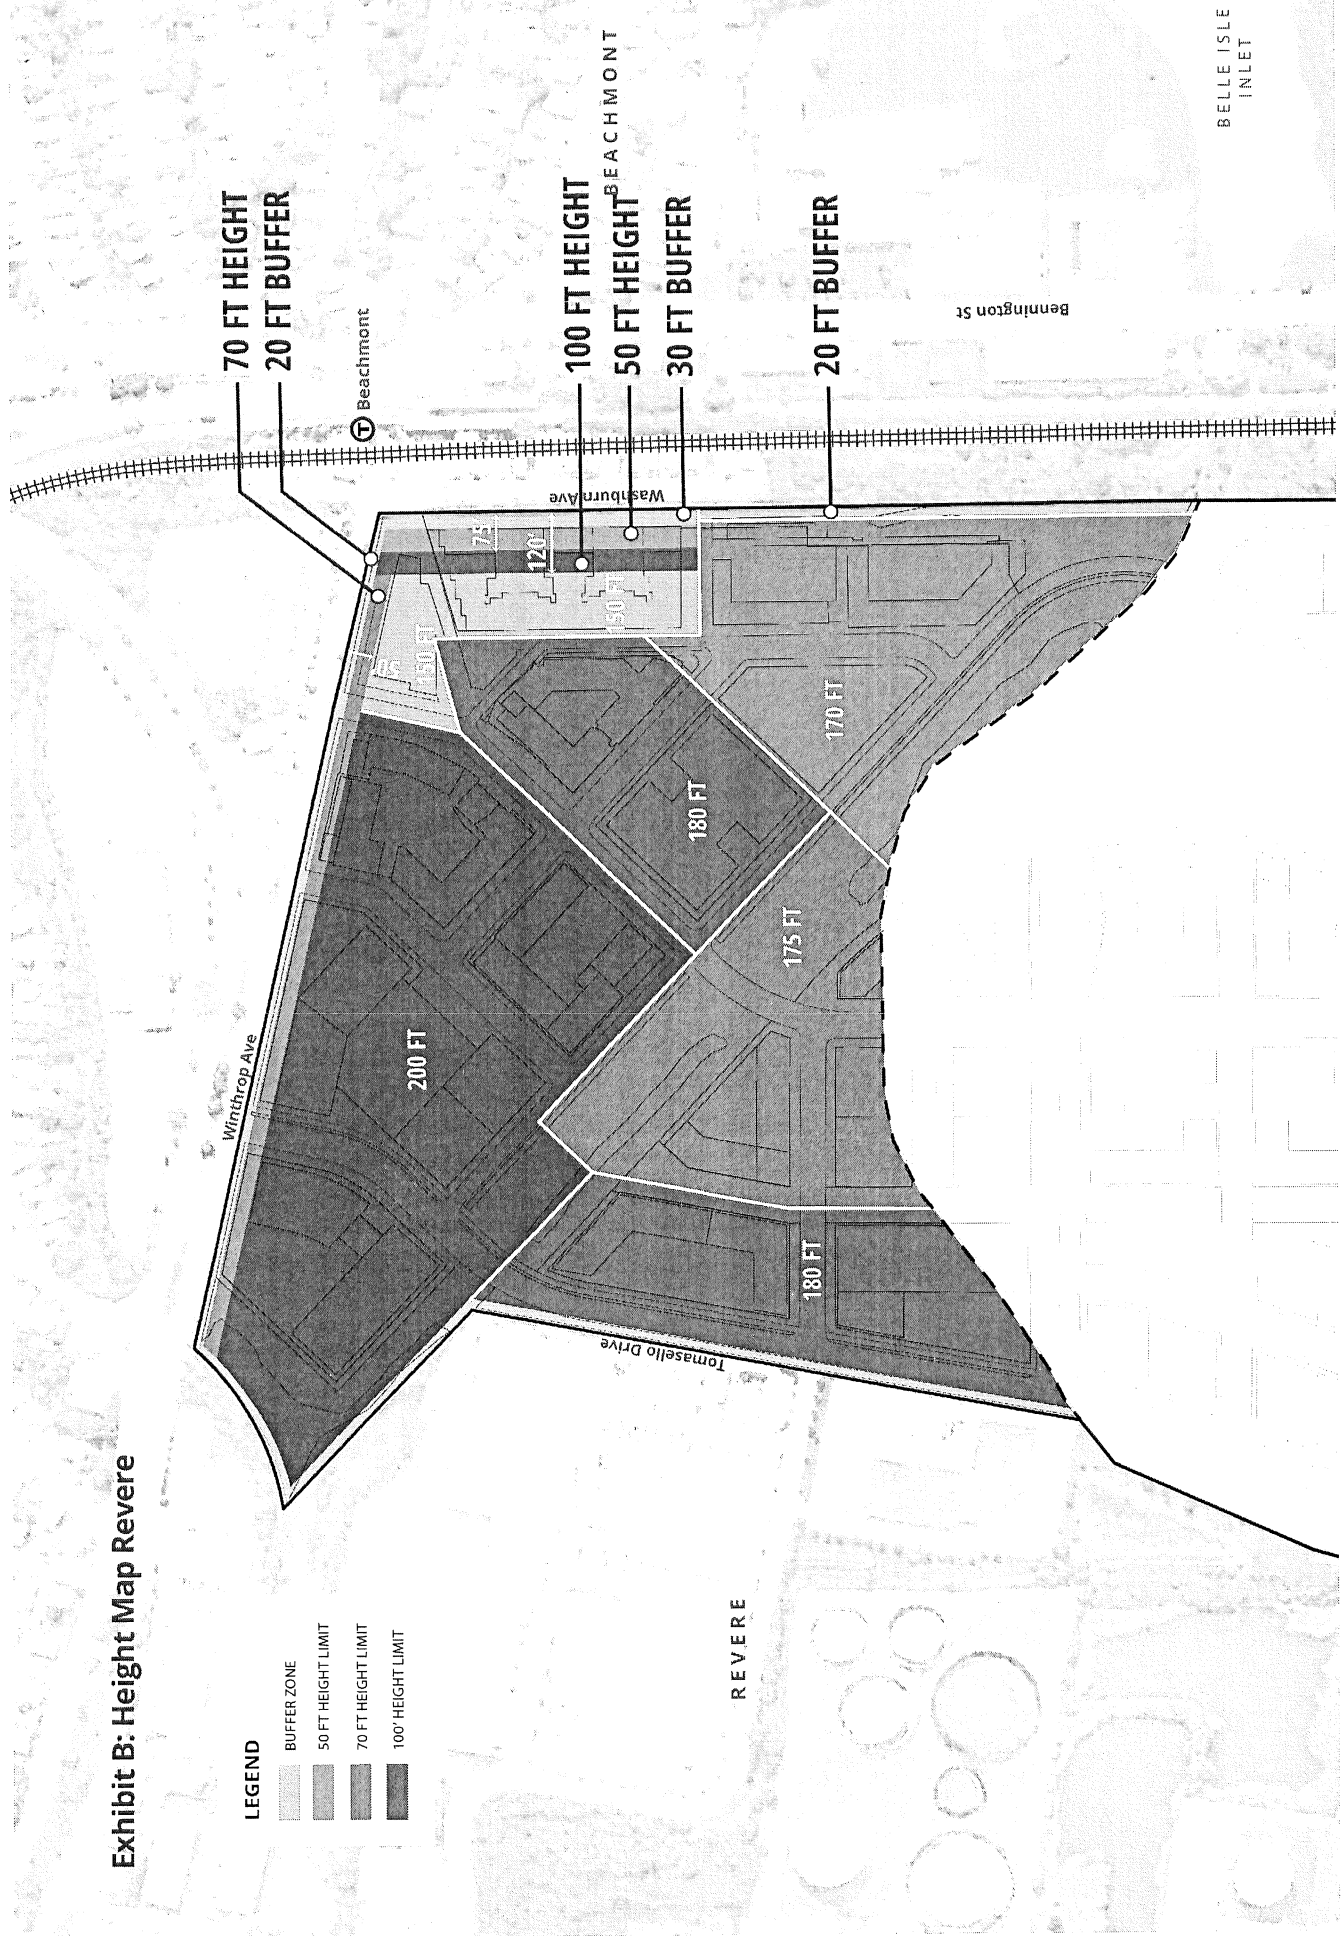 Exhibit B: Height Map Revere
LEGEND
BUFFER ZONE
50 FT HEIGHT LIMIT
70 FT HEIGHT LIMIT
100' HEIGHT LIMIT
Winthrop Ave
70 FT HEIGHT
20 FT BUFFER
T Beachmont
75'
200 FT
150 FT
75'
120'
100 FT HEIGHT
BEACHMONT
50 FT HEIGHT
150 FT
Washburn Ave
Tomasello Drive
30 FT BUFFER
180 FT
REVERE
175 FT
180 FT
170 FT
20 FT BUFFER
Bennington St
BELLE ISLE
INLET